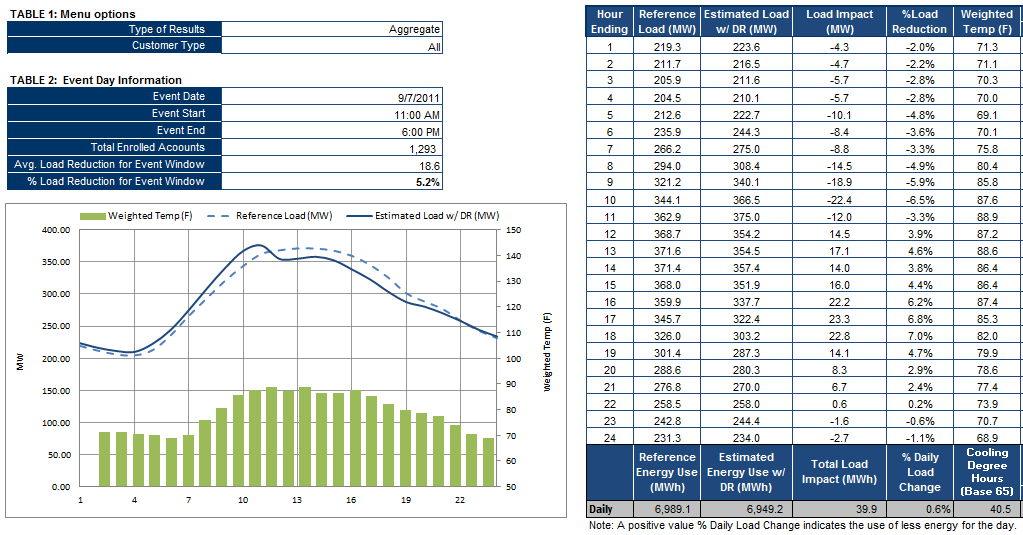 TABLE 1: Menu options
Type of Results Aggregate
Customer Type All
TABLE 2: Event Day Information
Event Date 9/7/2011
Event Start 11:00 AM
Event End 6:00 PM
Total Enrolled Accounts 1,293
Avg. Load Reduction for Event Window 18.6
% Load Reduction for Event Window 5.2%
Weighted Temp (F) Reference Load (MW) Estimated Load w/ DR (MW)
400.00 150
350.00 140
300.00 130
250.00 120
200.00 110
150.00 100
100.00 90
50.00 80
0.00 70
60
50
MW
Weighted Temp (F)
1 4 7 10 13 16 19 22
Hour Reference Estimated Load Load Impact %Load Weighted
Ending Load (MW) w/ DR (MW) (MW) Reduction Temp (F)
1 219.3 223.6 -4.3 -2.0% 71.3
2 211.7 216.5 -4.7 -2.2% 71.1
3 205.9 211.6 -5.7 -2.8% 70.3
4 204.5 210.1 -5.7 -2.8% 70.0
5 212.6 222.7 -10.1 -4.8% 69.1
6 235.9 244.3 -8.4 -3.6% 70.1
7 266.2 275.0 -8.8 -3.3% 75.8
8 294.0 308.4 -14.5 -4.9% 80.4
9 321.2 340.1 -18.9 -5.9% 85.8
10 344.1 366.5 -22.4 -6.5% 87.6
11 362.9 375.0 -12.0 -3.3% 88.9
12 368.7 354.2 14.5 3.9% 87.2
13 371.6 354.5 17.1 4.6% 88.6
14 371.4 357.4 14.0 3.8% 86.4
15 368.0 351.9 16.0 4.4% 86.4
16 359.9 337.7 22.2 6.2% 87.4
17 345.7 322.4 23.3 6.8% 85.3
18 326.0 303.2 22.8 7.0% 82.0
19 301.4 287.3 14.1 4.7% 79.9
20 288.6 280.3 8.3 2.9% 78.6
21 276.8 270.0 6.7 2.4% 77.4
22 258.5 258.0 0.6 0.2% 73.9
23 242.8 244.4 -1.6 -0.6% 70.7
24 231.3 234.0 -2.7 -1.1% 68.9
Reference Energy Use (MWh) Estimated Energy Use w/ DR (MWh) Total Load Impact (MWh) % Daily Load Change Cooling Degree Hours (Base 65)
Daily 6,989.1 6,949.2 39.9 0.6% 40.5
Note: A positive value % Daily Load Change indicates the use of less energy for the day.